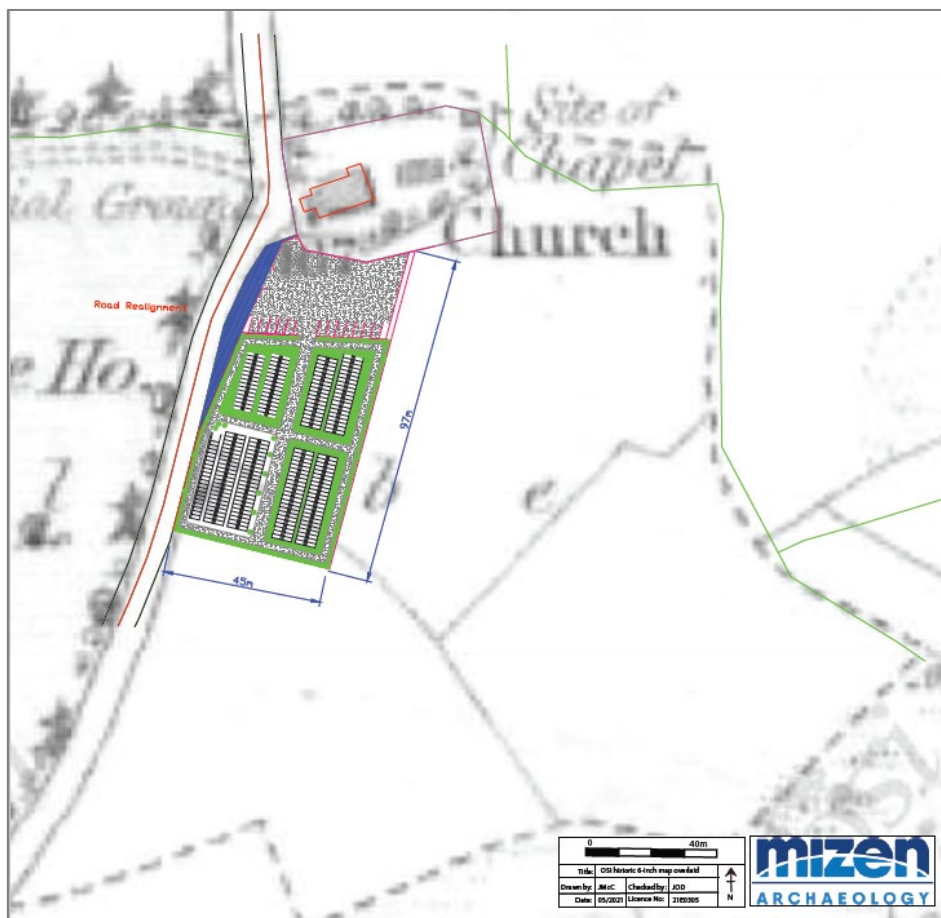 Site of
Chapel
ial Groun
Church
Road Realignment
e Ho.
97m
l
b e
45m
0 40m
Title: OSI historic 6-inch map overlaid
Drawn by: JMcC Checked by: JOD
Date: 05/2021 Licence No: 21E0305
N
mizen
ARCHAEOLOGY